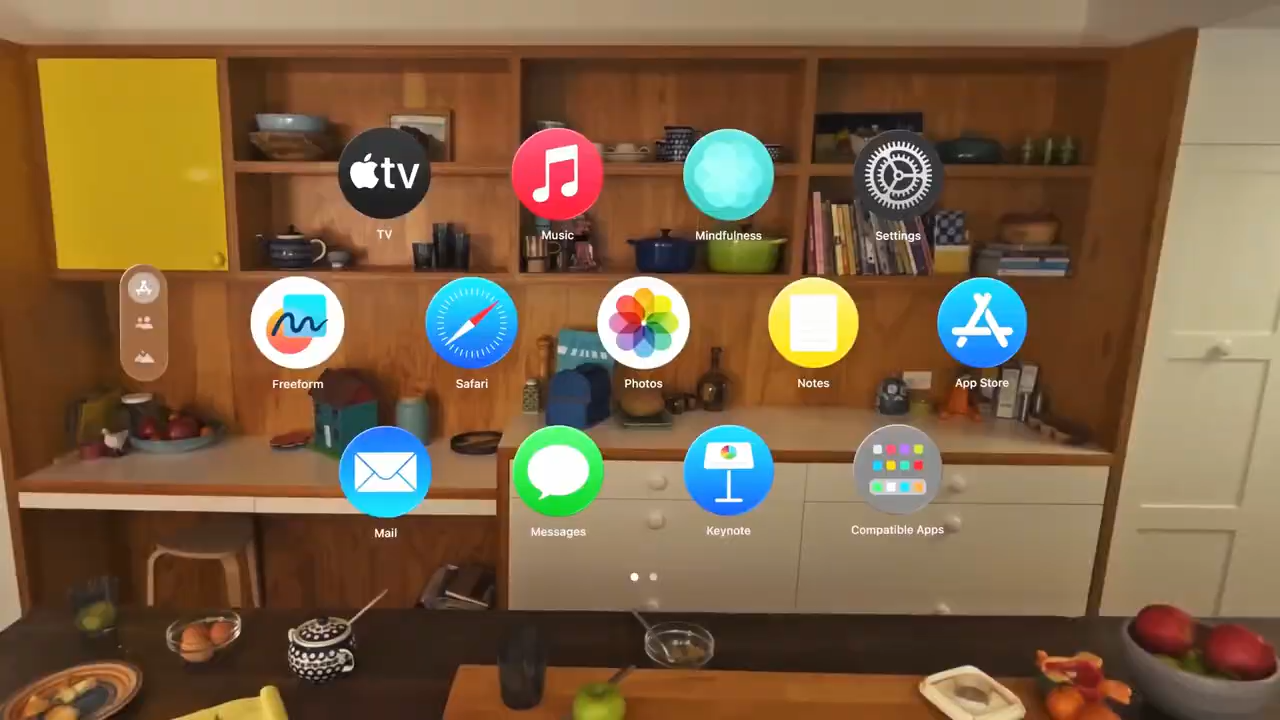 tv
TV
Music
Mindfulness
Settings
Freeform
Safari
Photos
Notes
App Store
Mail
Messages
Keynote
Compatible Apps